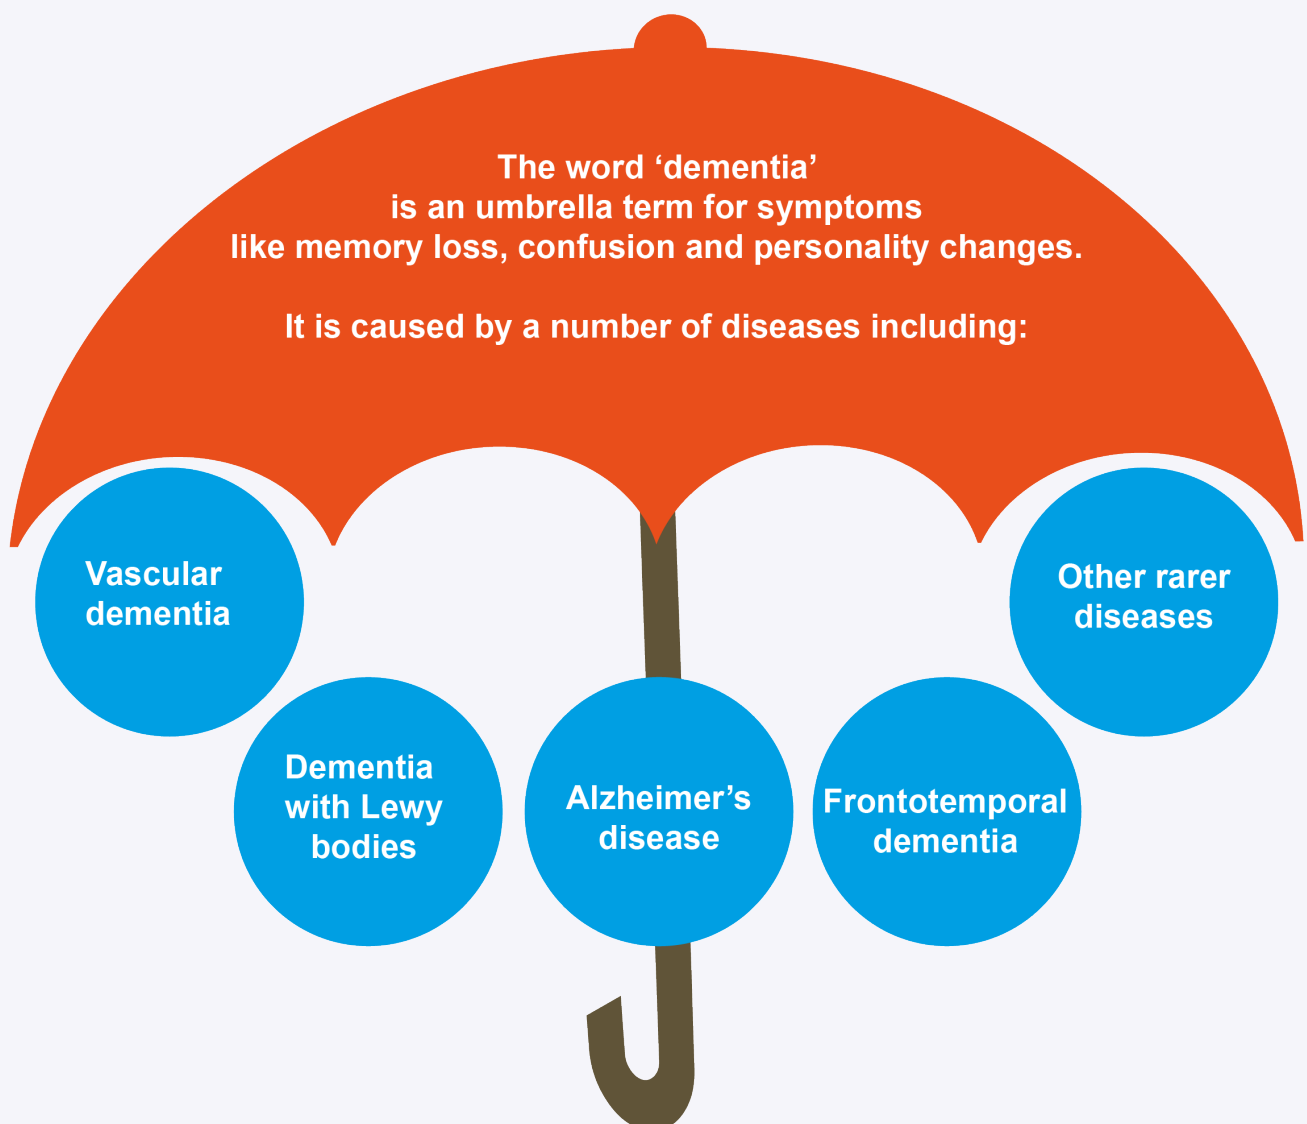 The word ‘dementia’
is an umbrella term for symptoms
like memory loss, confusion and personality changes.
It is caused by a number of diseases including:
Vascular
dementia
Dementia
with Lewy
bodies
Alzheimer’s
disease
Frontotemporal
dementia
Other rarer
diseases